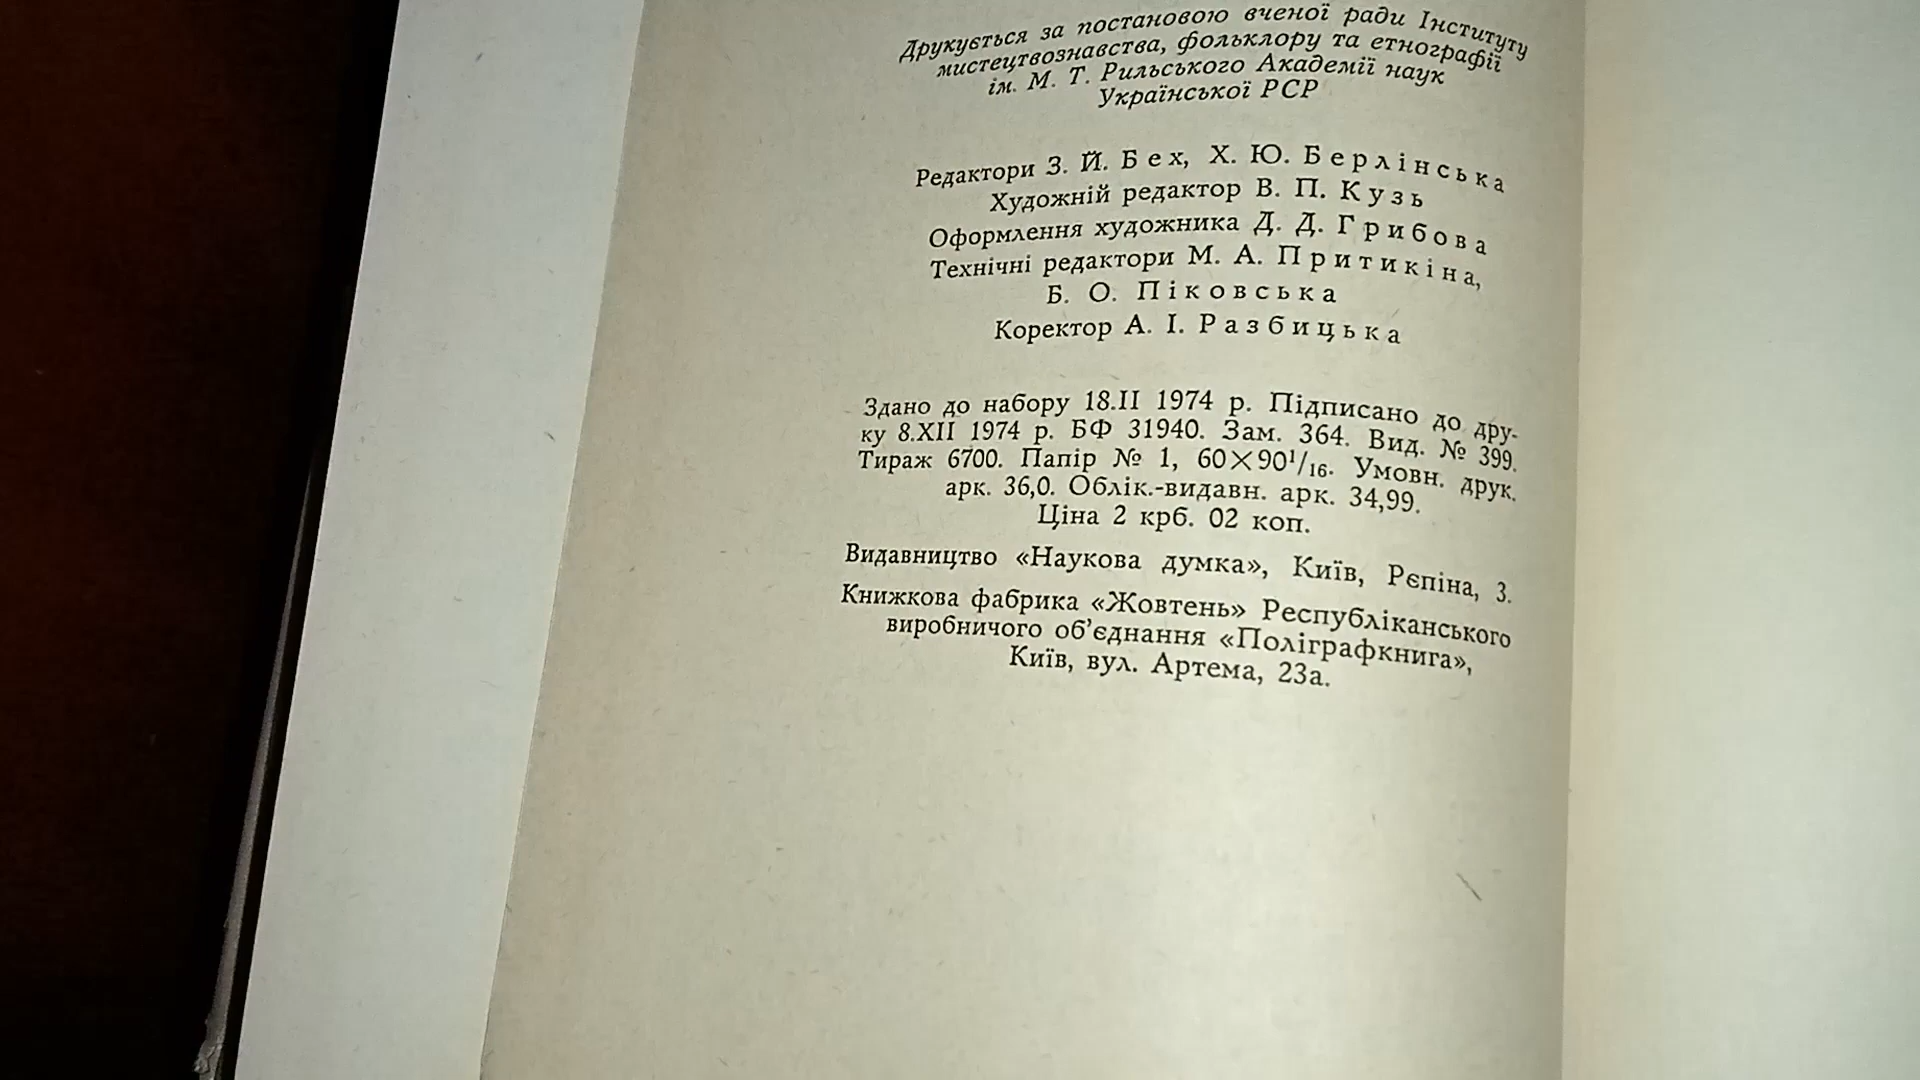 Друкується за постановою вченої ради Інституту
мистецтвознавства, фольклору та етнографії
ім. М. Т. Рильського Академії наук
Української РСР
Редактори З. Й. Бех, Х. Ю. Берлінська
Художній редактор В. П. Кузь
Оформлення художника Д. Д. Грибова
Технічні редактори М. А. Притикіна,
Б. О. Піковська
Коректор А. І. Разбицька
Здано до набору 18.II 1974 р. Підписано до дру-
ку 8.XII 1974 р. БФ 31940. Зам. 364. Вид. № 399.
Тираж 6700. Папір № 1, 60×90¹/₁₆. Умовн. друк.
арк. 36,0. Облік.-видавн. арк. 34,99.
Ціна 2 крб. 02 коп.
Видавництво «Наукова думка», Київ, Рєпіна, 3.
Книжкова фабрика «Жовтень» Республіканського
виробничого об'єднання «Поліграфкнига»,
Київ, вул. Артема, 23а.